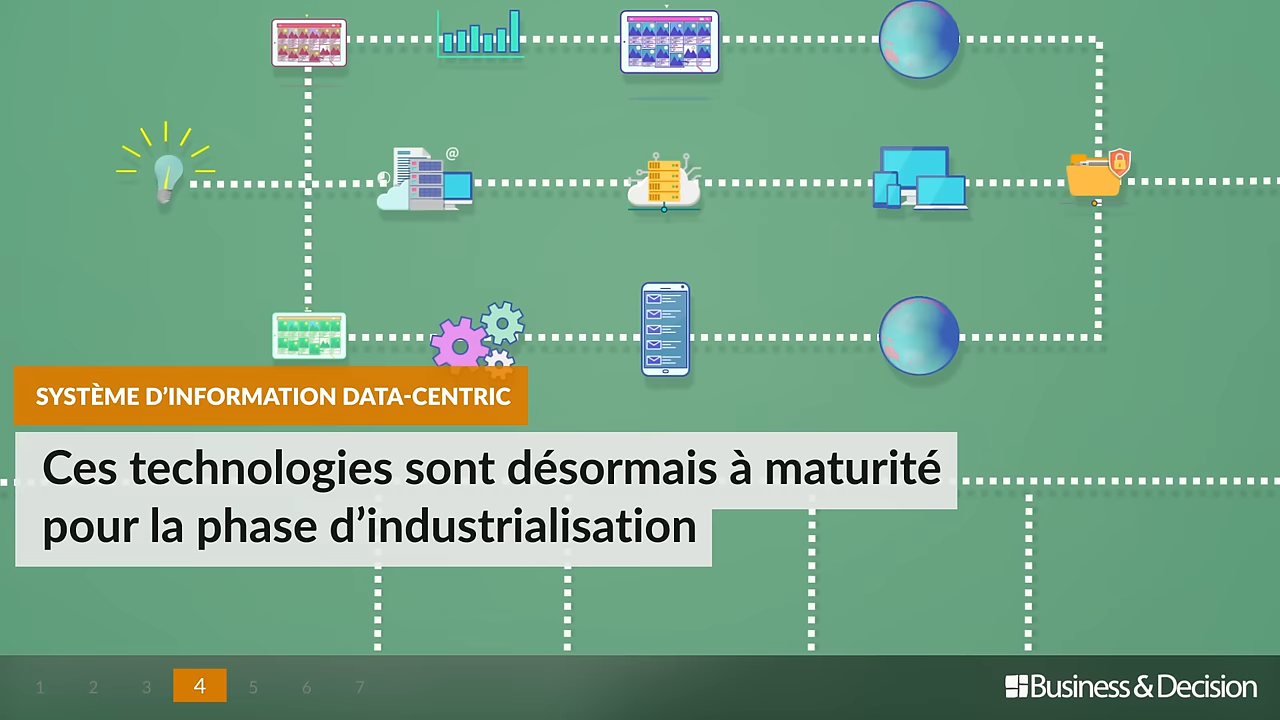 @
SYSTÈME D’INFORMATION DATA-CENTRIC
Ces technologies sont désormais à maturité
pour la phase d’industrialisation
1 2 3 4 5 6 7
Business & Decision